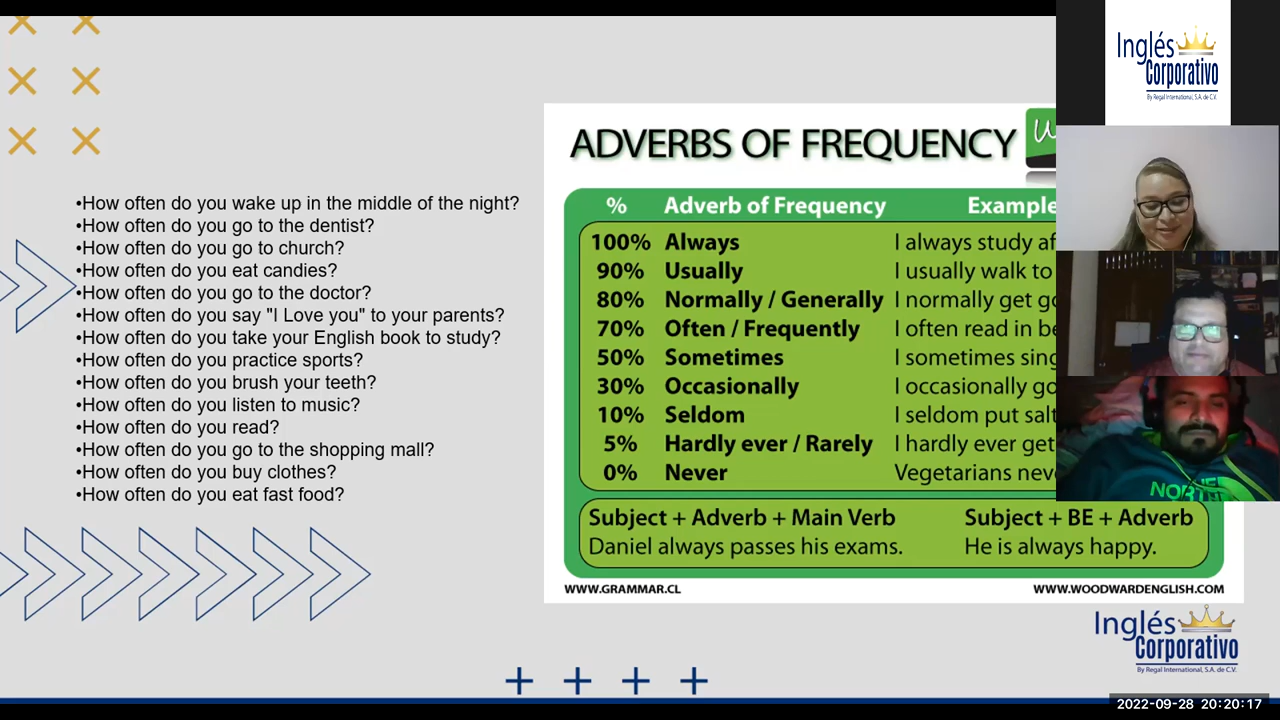 •How often do you wake up in the middle of the night?
•How often do you go to the dentist?
•How often do you go to church?
•How often do you eat candies?
•How often do you go to the doctor?
•How often do you say "I Love you" to your parents?
•How often do you take your English book to study?
•How often do you practice sports?
•How often do you brush your teeth?
•How often do you listen to music?
•How often do you read?
•How often do you go to the shopping mall?
•How often do you buy clothes?
•How often do you eat fast food?
ADVERBS OF FREQUENCY
% Adverb of Frequency Example
100% Always I always study
90% Usually I usually walk to
80% Normally / Generally I normally get
70% Often / Frequently I often read in
50% Sometimes I sometimes
30% Occasionally I occasionally
10% Seldom I seldom put
5% Hardly ever / Rarely I hardly ever get
0% Never Vegetarians
Subject + Adverb + Main Verb Subject + BE + Adverb
Daniel always passes his exams. He is always happy.
WWW.GRAMMAR.CL WWW.WOODWARDENGLISH.COM
Inglés
Corporativo
By Regal International, S.A. de C.V.
Inglés
Corporativo
By Regal International, S.A. de C.V.
2022-09-28 20:20:17